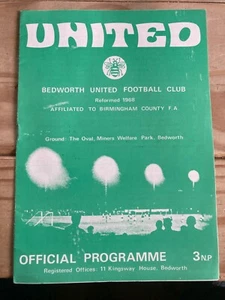 UNITED
BEDWORTH UNITED FOOTBALL CLUB
Reformed 1968
AFFILIATED TO BIRMINGHAM COUNTY F.A
Ground: The Oval, Miners Welfare Park, Bedworth.
OFFICIAL PROGRAMME 3 N.P
Registered Offices: 11 Kingsway House, Bedworth